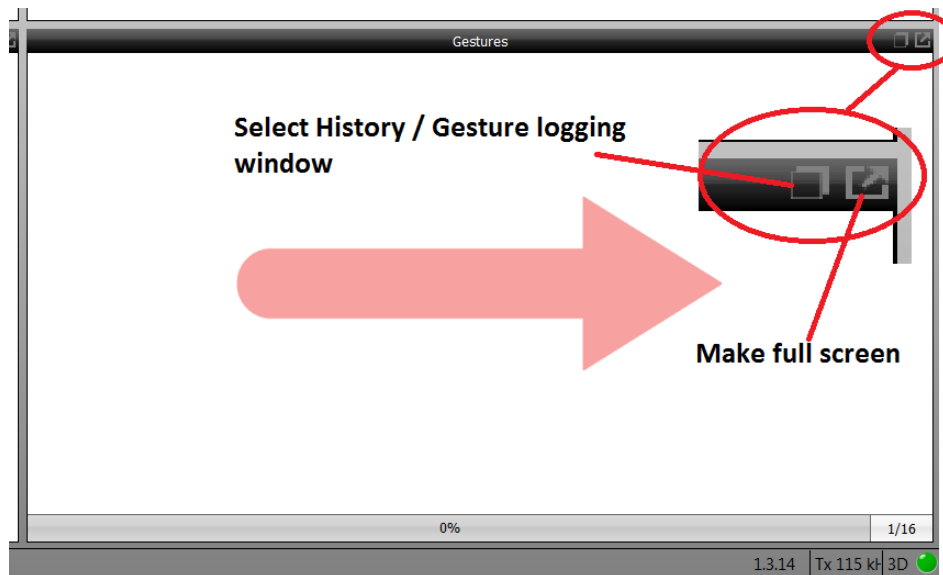 Gestures
Select History / Gesture logging
window
Make full screen
0%
1/16
1.3.14
Tx 115 kH
3D